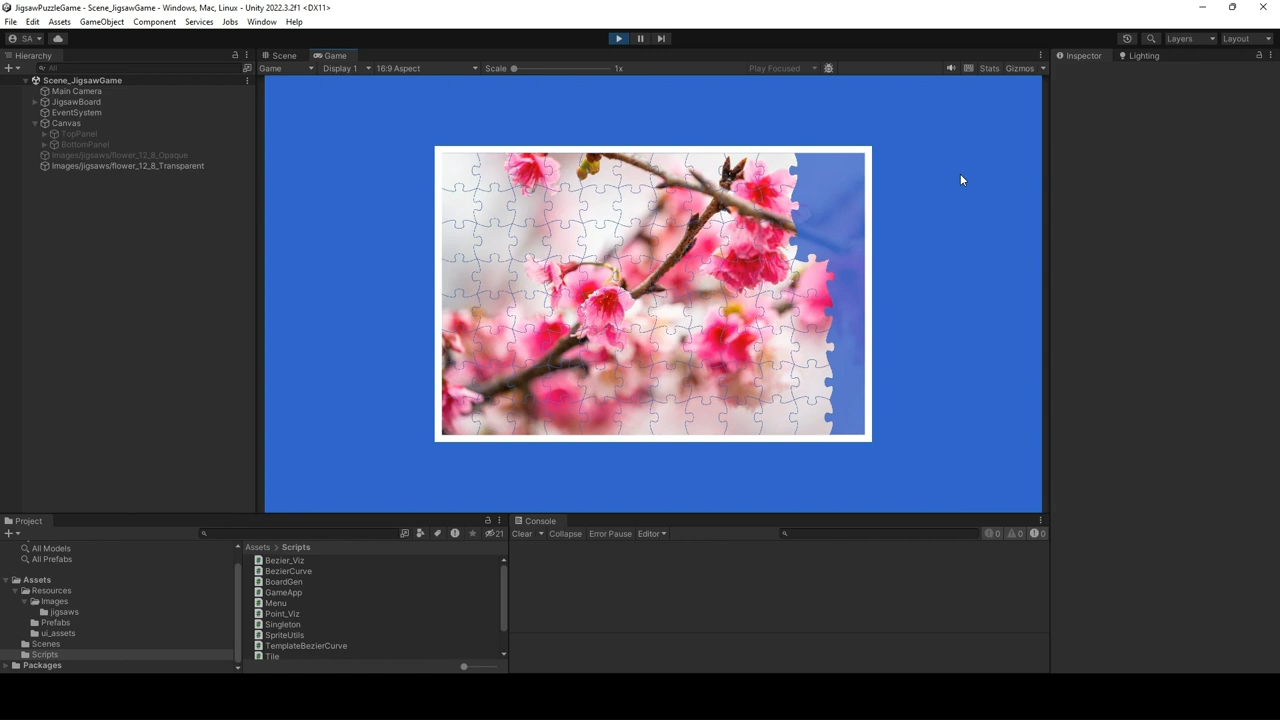 JigsawPuzzleGame - Scene_JigsawGame - Windows, Mac, Linux - Unity 2022.3.2f1 <DX11>
File Edit Assets GameObject Component Services Jobs Window Help
SA Layers Layout
Hierarchy Scene Game Inspector Lighting
All Game Display 1 16:9 Aspect Scale 1x Play Focused Stats Gizmos
Scene_JigsawGame
Main Camera
JigsawBoard
EventSystem
Canvas
TopPanel
BottomPanel
Images/jigsaws/flower_12_8_Opaque
Images/jigsaws/flower_12_8_Transparent
Project Console
21 Clear Collapse Error Pause Editor 0 0 0
All Models
All Prefabs
Assets
Resources
Images
jigsaws
Prefabs
ui_assets
Scenes
Scripts
Packages
Assets > Scripts
Bezier_Viz
BezierCurve
BoardGen
GameApp
Menu
Point_Viz
Singleton
SpriteUtils
TemplateBezierCurve
Tile